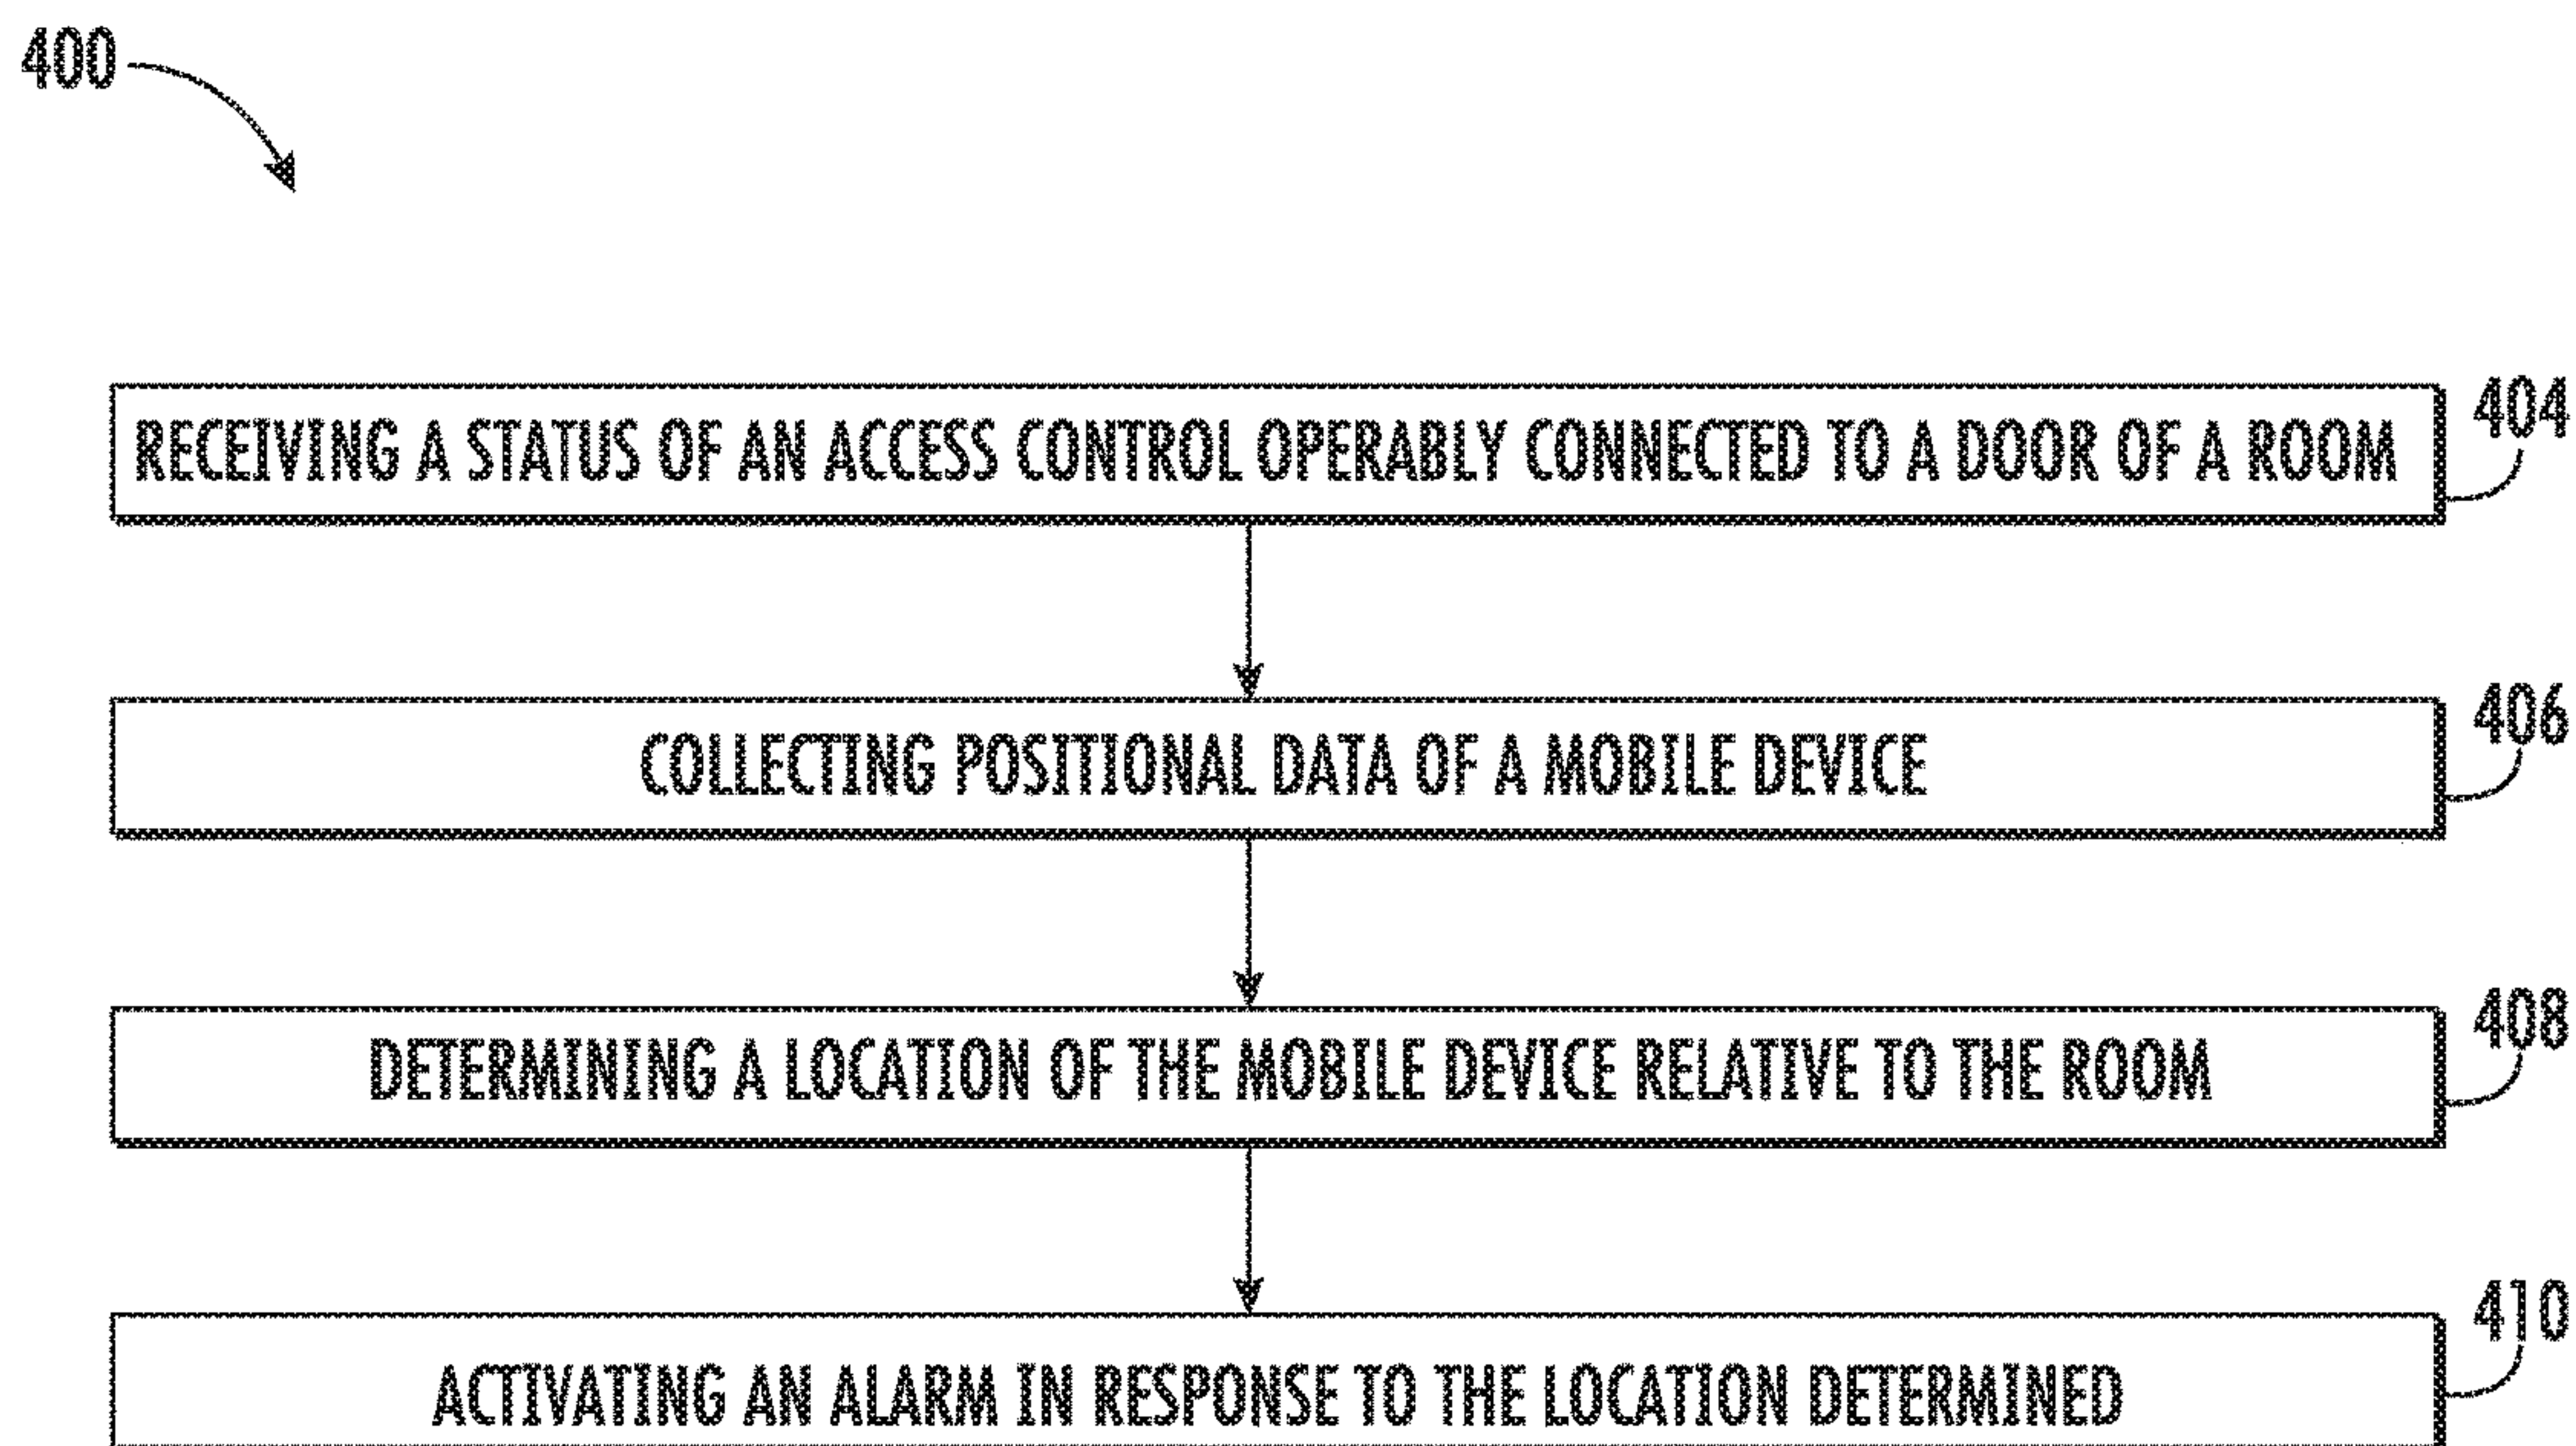 400
RECEIVING A STATUS OF AN ACCESS CONTROL OPERABLY CONNECTED TO A DOOR OF A ROOM
404
COLLECTING POSITIONAL DATA OF A MOBILE DEVICE
406
DETERMINING A LOCATION OF THE MOBILE DEVICE RELATIVE TO THE ROOM
408
ACTIVATING AN ALARM IN RESPONSE TO THE LOCATION DETERMINED
410